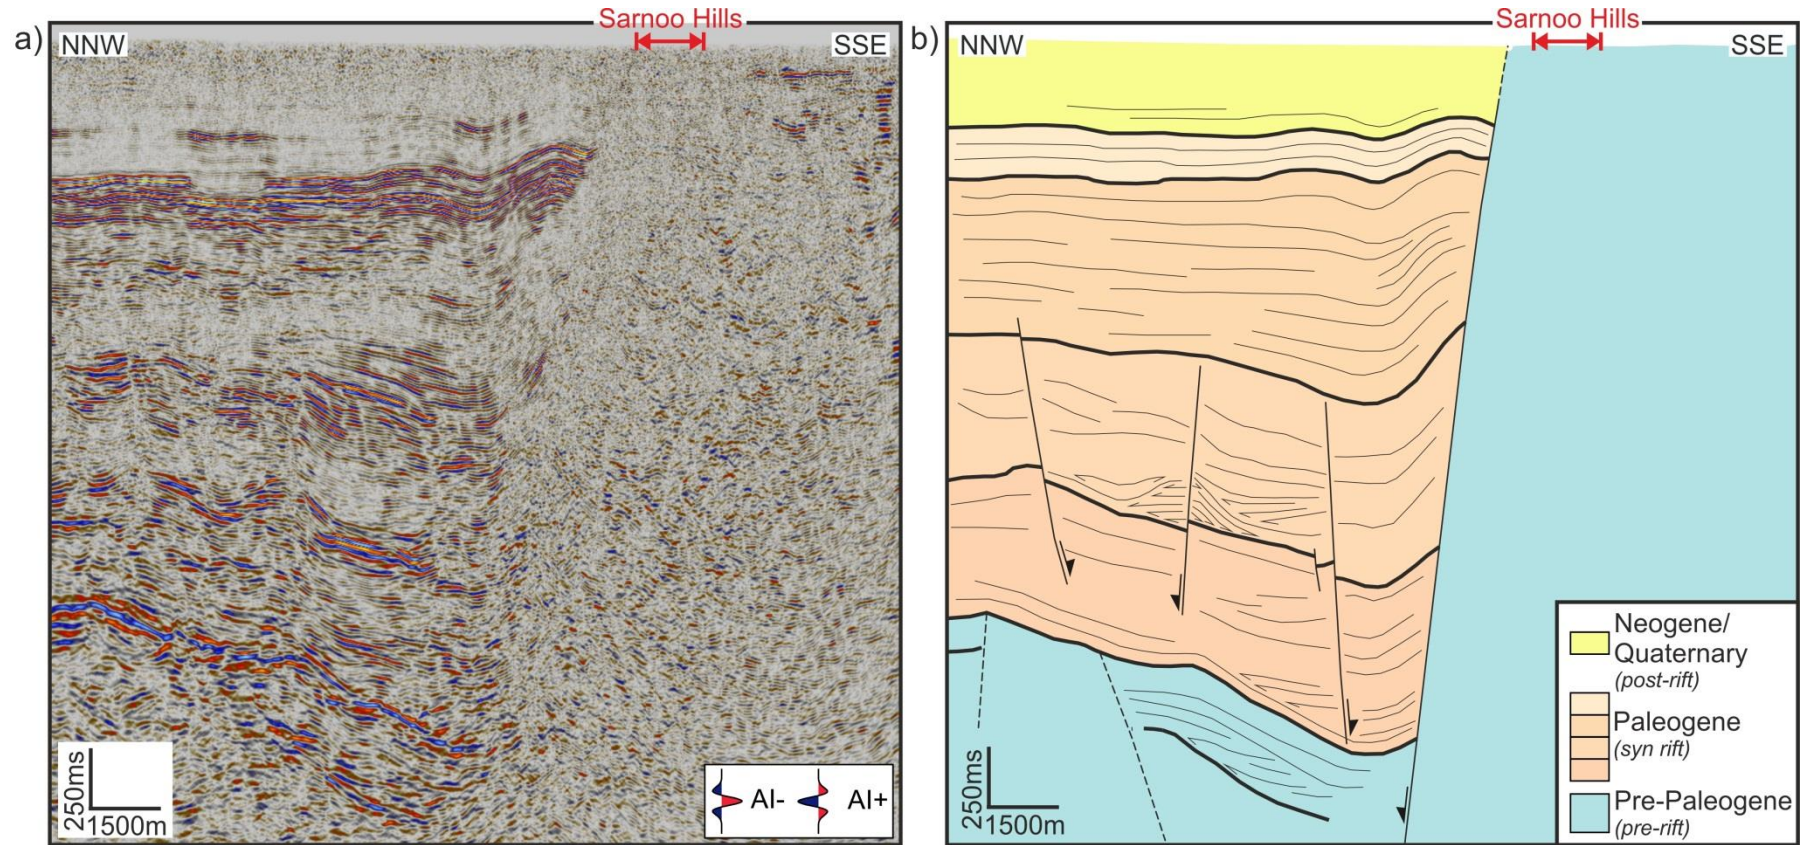 a)
NNW
Sarnoo Hills
SSE
250ms
1500m
AI-
AI+
b)
NNW
Sarnoo Hills
SSE
250ms
1500m
Neogene/
Quaternary
(post-rift)
Paleogene
(syn rift)
Pre-Paleogene
(pre-rift)